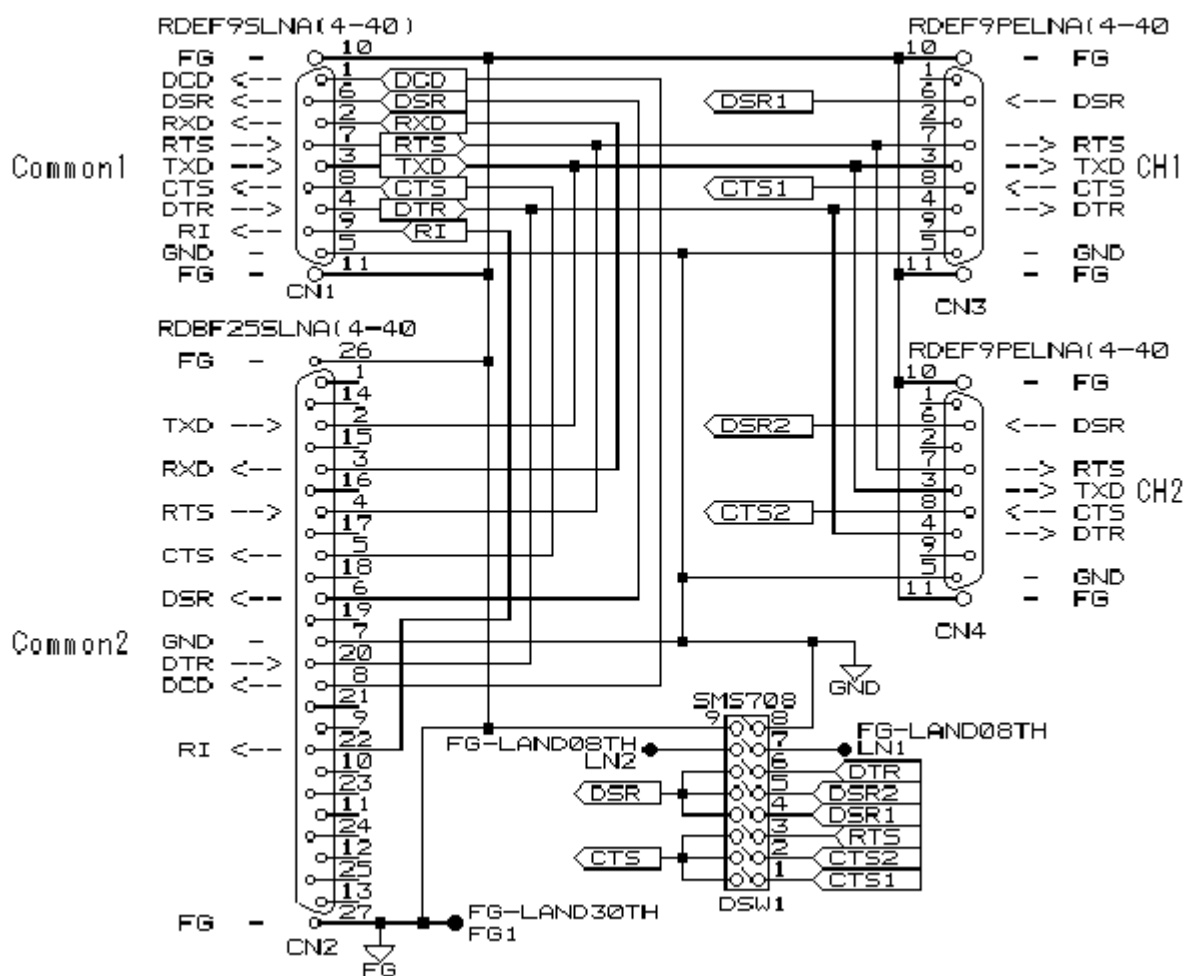 RDEF9SLNA(4-40)
FG - 10
DCD <-- 1 DCD
DSR <-- 6 DSR
RXD <-- 2 RXD
RTS --> 7 RTS
TXD --> 3 TXD
CTS <-- 8 CTS
DTR --> 4 DTR
RI <-- 9 RI
GND - 5
FG - 11
CN1
Common1
RDEF9PELNA(4-40
10 - FG
1
DSR1 6 <-- DSR
2
7 --> RTS
3 --> TXD
CTS1 8 <-- CTS
4 --> DTR
9
5 - GND
11 - FG
CN3
CH1
RDBF25SLNA(4-40
FG - 26
1
14
TXD --> 2
15
RXD <-- 3
16
RTS --> 4
17
CTS <-- 5
18
DSR <-- 6
19
GND - 7
DTR --> 20
DCD <-- 8
21
9
RI <-- 22
10
23
11
24
12
25
13
FG - 27
CN2
Common2
RDEF9PELNA(4-40
10 - FG
1
DSR2 6 <-- DSR
2
7 --> RTS
3 --> TXD
CTS2 8 <-- CTS
4 --> DTR
9
5 - GND
11 - FG
CN4
CH2
GND
SMS708
9 8
FG-LAND08TH
LN2
7
FG-LAND08TH
LN1
6 DTR
DSR 5 DSR2
4 DSR1
3 RTS
CTS 2 CTS2
1 CTS1
DSW1
FG-LAND30TH
FG1
FG